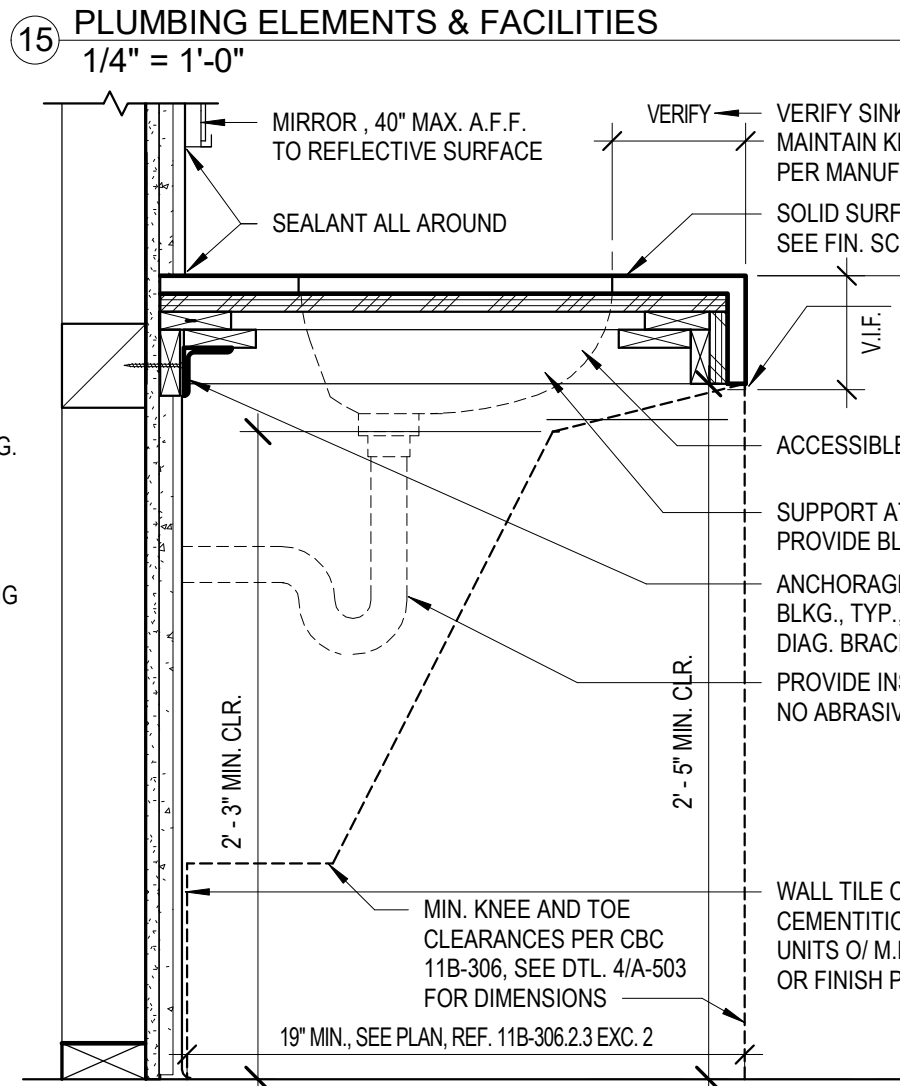 15 PLUMBING ELEMENTS & FACILITIES
1/4" = 1'-0"
MIRROR , 40" MAX. A.F.F.
TO REFLECTIVE SURFACE
SEALANT ALL AROUND
VERIFY
VERIFY SINK
MAINTAIN
PER MANUF
SOLID SURF
SEE FIN. SC
V.I.F.
G.
G
ACCESSIBLE
SUPPORT AT
PROVIDE BL
ANCHORAGE
BLKG., TYP.,
DIAG. BRAC
PROVIDE INS
NO ABRASIV
2' - 3" MIN. CLR.
2' - 5" MIN. CLR.
MIN. KNEE AND TOE
CLEARANCES PER CBC
11B-306, SEE DTL. 4/A-503
FOR DIMENSIONS
WALL TILE
CEMENTITIO
UNITS O/ M.
OR FINISH P
19" MIN., SEE PLAN, REF. 11B-306.2.3 EXC. 2